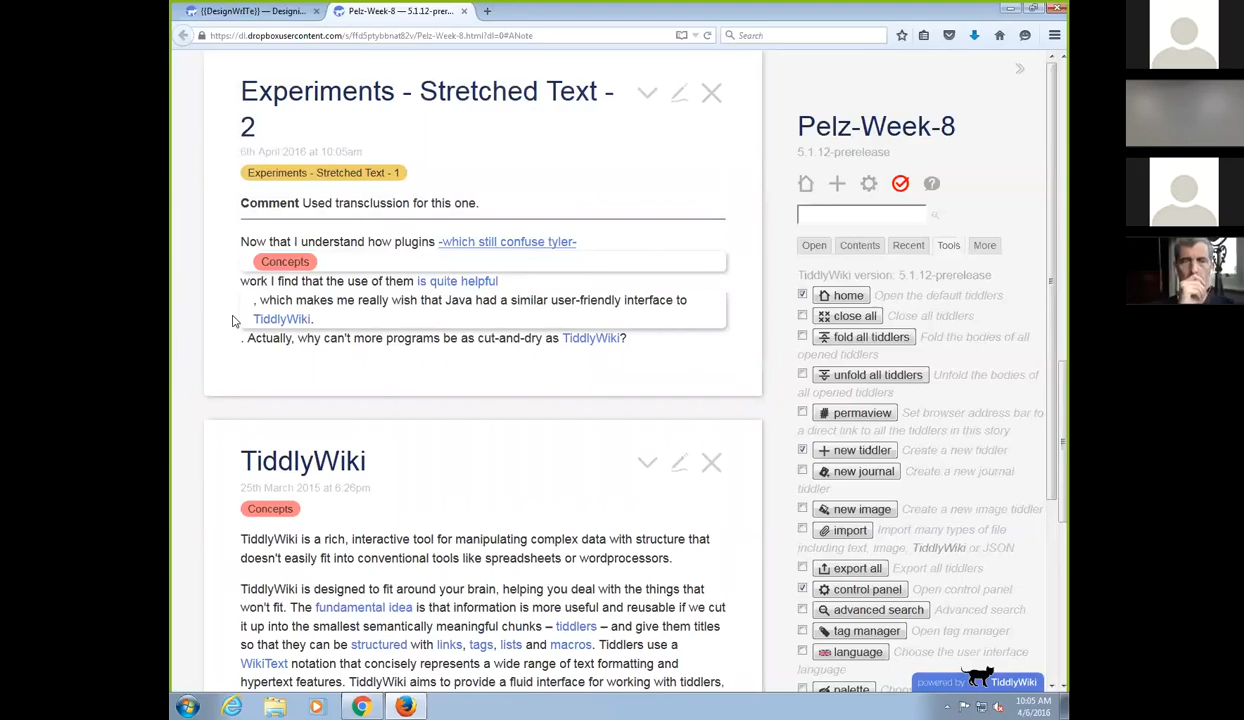 {{DesignWriTe}} — Designi...
Pelz-Week-8 — 5.1.12-prer...
https://dl.dropboxusercontent.com/s/ffd5ptybbnat82v/Pelz-Week-8.html?dl=0#ANote
Search
Experiments - Stretched Text -
2
6th April 2016 at 10:05am
Experiments - Stretched Text - 1
Comment Used transclussion for this one.
Now that I understand how plugins -which still confuse tyler-
Concepts
work I find that the use of them is quite helpful
, which makes me really wish that Java had a similar user-friendly interface to
TiddlyWiki.
. Actually, why can't more programs be as cut-and-dry as TiddlyWiki?
TiddlyWiki
25th March 2015 at 6:26pm
Concepts
TiddlyWiki is a rich, interactive tool for manipulating complex data with structure that
doesn't easily fit into conventional tools like spreadsheets or wordprocessors.
TiddlyWiki is designed to fit around your brain, helping you deal with the things that
won't fit. The fundamental idea is that information is more useful and reusable if we cut
it up into the smallest semantically meaningful chunks – tiddlers – and give them titles
so that they can be structured with links, tags, lists and macros. Tiddlers use a
WikiText notation that concisely represents a wide range of text formatting and
hypertext features. TiddlyWiki aims to provide a fluid interface for working with tiddlers,
Pelz-Week-8
5.1.12-prerelease
Open Contents Recent Tools More
TiddlyWiki version: 5.1.12-prerelease
home Open the default tiddlers
close all Close all tiddlers
fold all tiddlers Fold the bodies of all
opened tiddlers
unfold all tiddlers Unfold the bodies of
all opened tiddlers
permaview Set browser address bar to
a direct link to all the tiddlers in this story
new tiddler Create a new tiddler
new journal Create a new journal
tiddler
new image Create a new image tiddler
import Import many types of file
including text, image, TiddlyWiki or JSON
export all Export all tiddlers
control panel Open control panel
advanced search Advanced search
tag manager Open tag manager
language Choose the user interface
language
palette
powered by TiddlyWiki
10:05 AM
4/6/2016